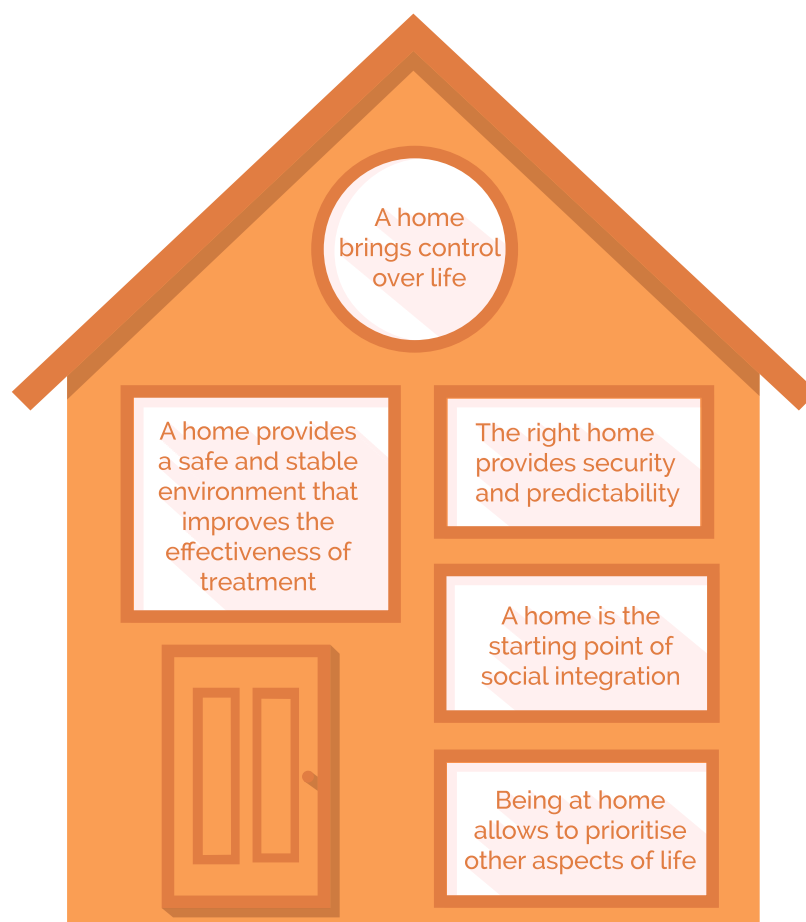 A home
brings control
over life
A home provides
a safe and stable
environment that
improves the
effectiveness of
treatment
The right home
provides security
and predictability
A home is the
starting point of
social integration
Being at home
allows to prioritise
other aspects of life